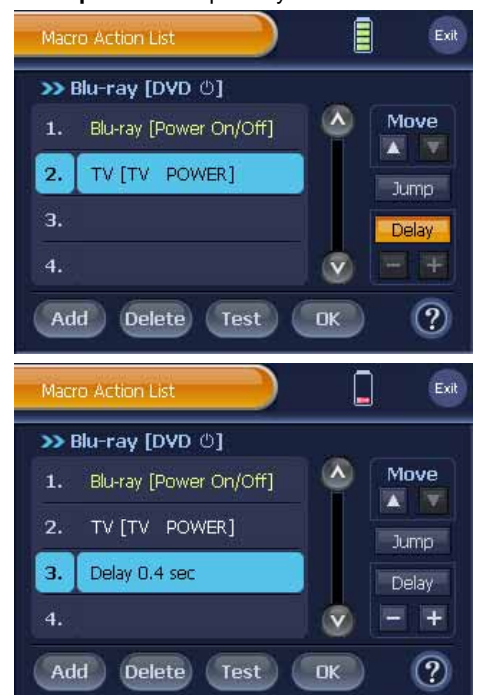 Macro Action List Exit
>> Blu-ray [DVD ⏻]
1. Blu-ray [Power On/Off]
Move
2. TV [TV POWER]
Jump
3.
Delay
4.
- +
Add Delete Test OK ?
Macro Action List Exit
>> Blu-ray [DVD ⏻]
1. Blu-ray [Power On/Off]
Move
2. TV [TV POWER]
Jump
3. Delay 0.4 sec
Delay
4.
- +
Add Delete Test OK ?